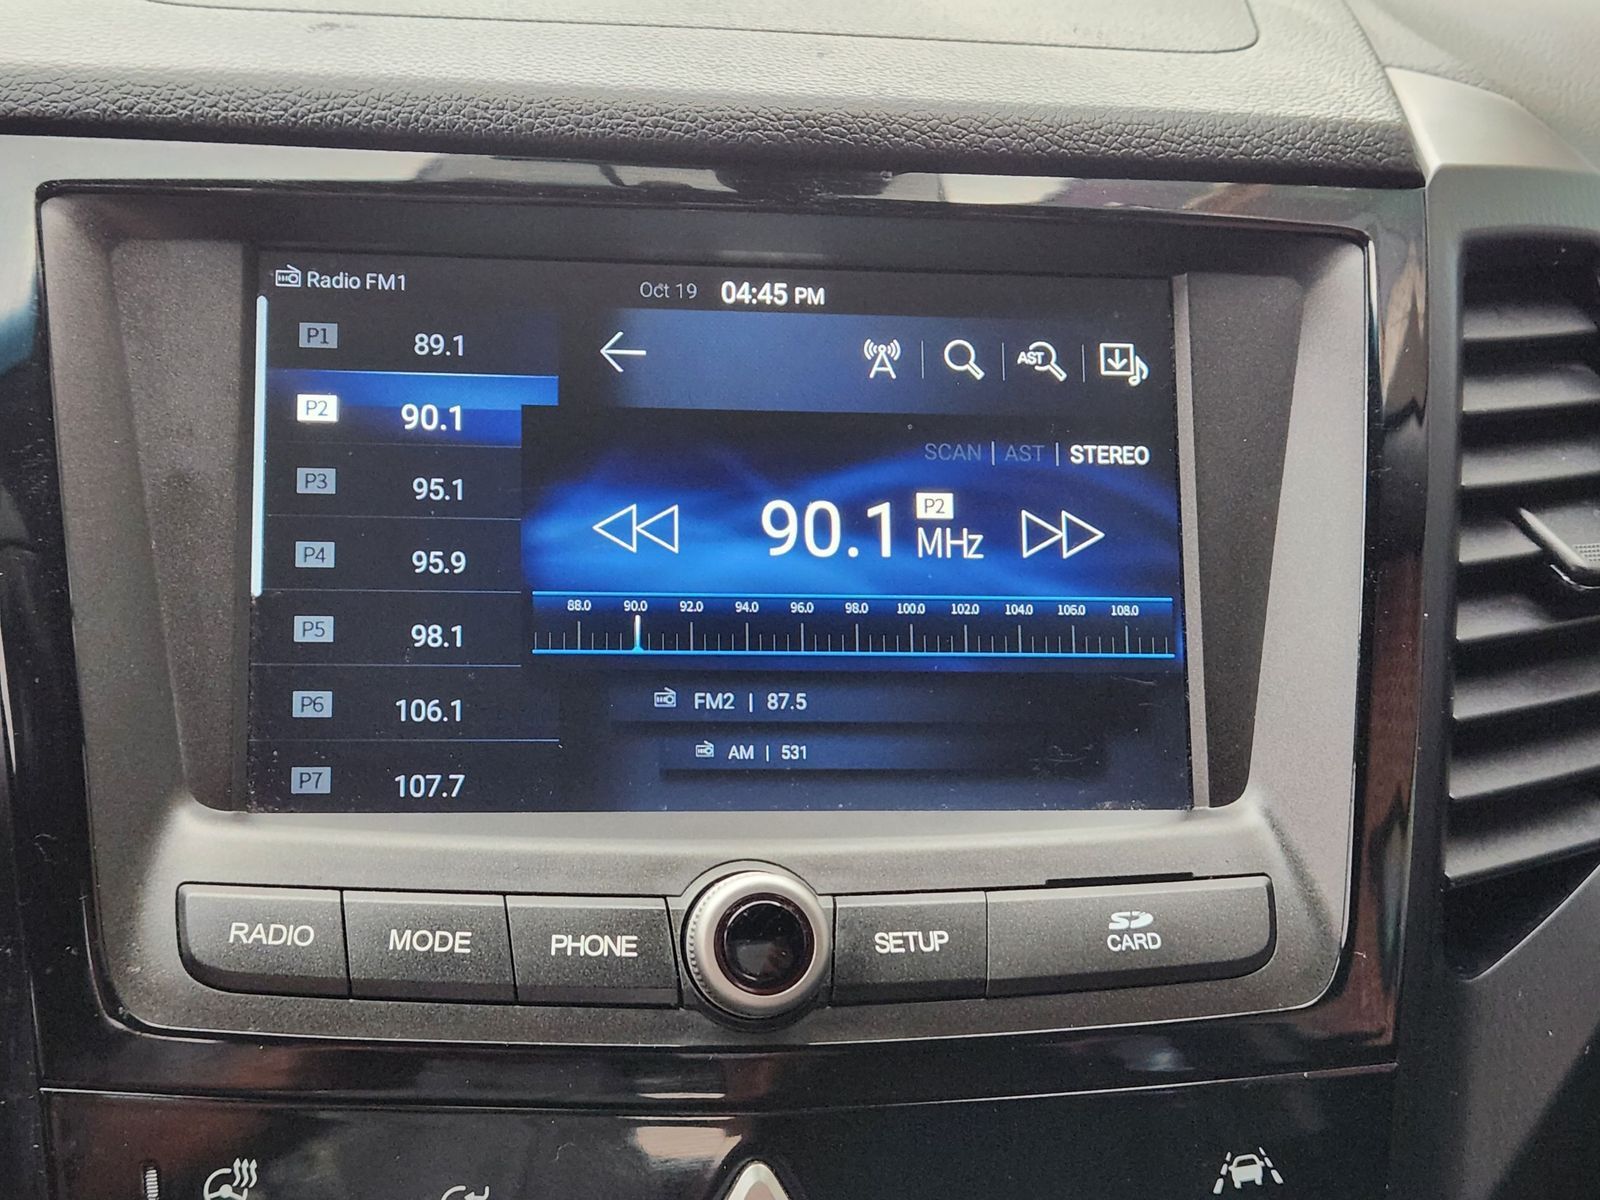 Radio FM1
Oct 19 04:45 PM
P1 89.1
P2 90.1
P3 95.1
P4 95.9
P5 98.1
P6 106.1
P7 107.7
AST
SCAN | AST | STEREO
90.1 P2 MHz
88.0 90.0 92.0 94.0 96.0 98.0 100.0 102.0 104.0 106.0 108.0
FM2 | 87.5
AM | 531
RADIO MODE PHONE SETUP SD CARD